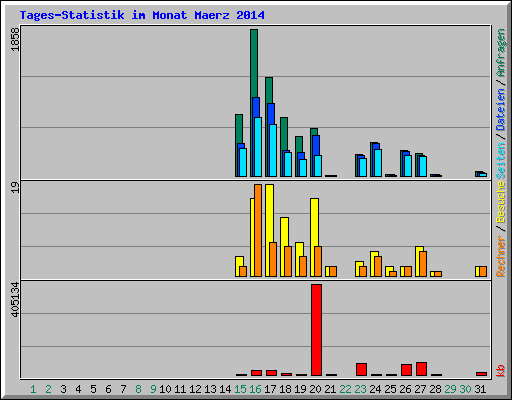 Tages-Statistik im Monat Maerz 2014
1858
Anfragen / Dateien / Seiten
19
Rechner / Besuche
405134
kb
1 2 3 4 5 6 7 8 9 10 11 12 13 14 15 16 17 18 19 20 21 22 23 24 25 26 27 28 29 30 31